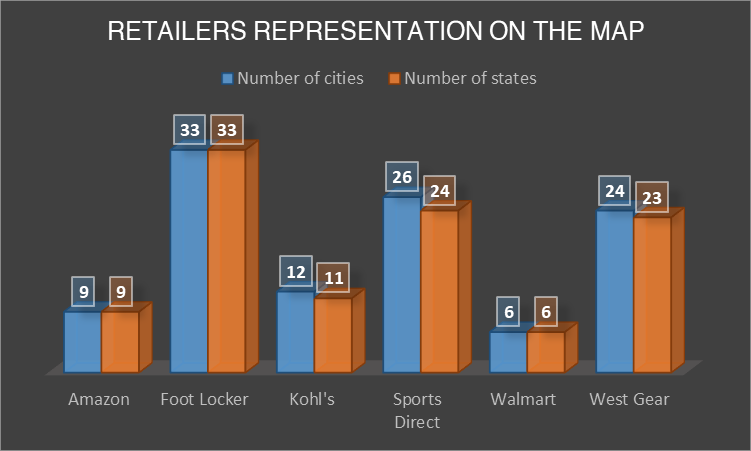 RETAILERS REPRESENTATION ON THE MAP
Number of cities Number of states
33 33
26 24
24 23
12 11
9 9
6 6
Amazon Foot Locker Kohl's Sports Direct Walmart West Gear